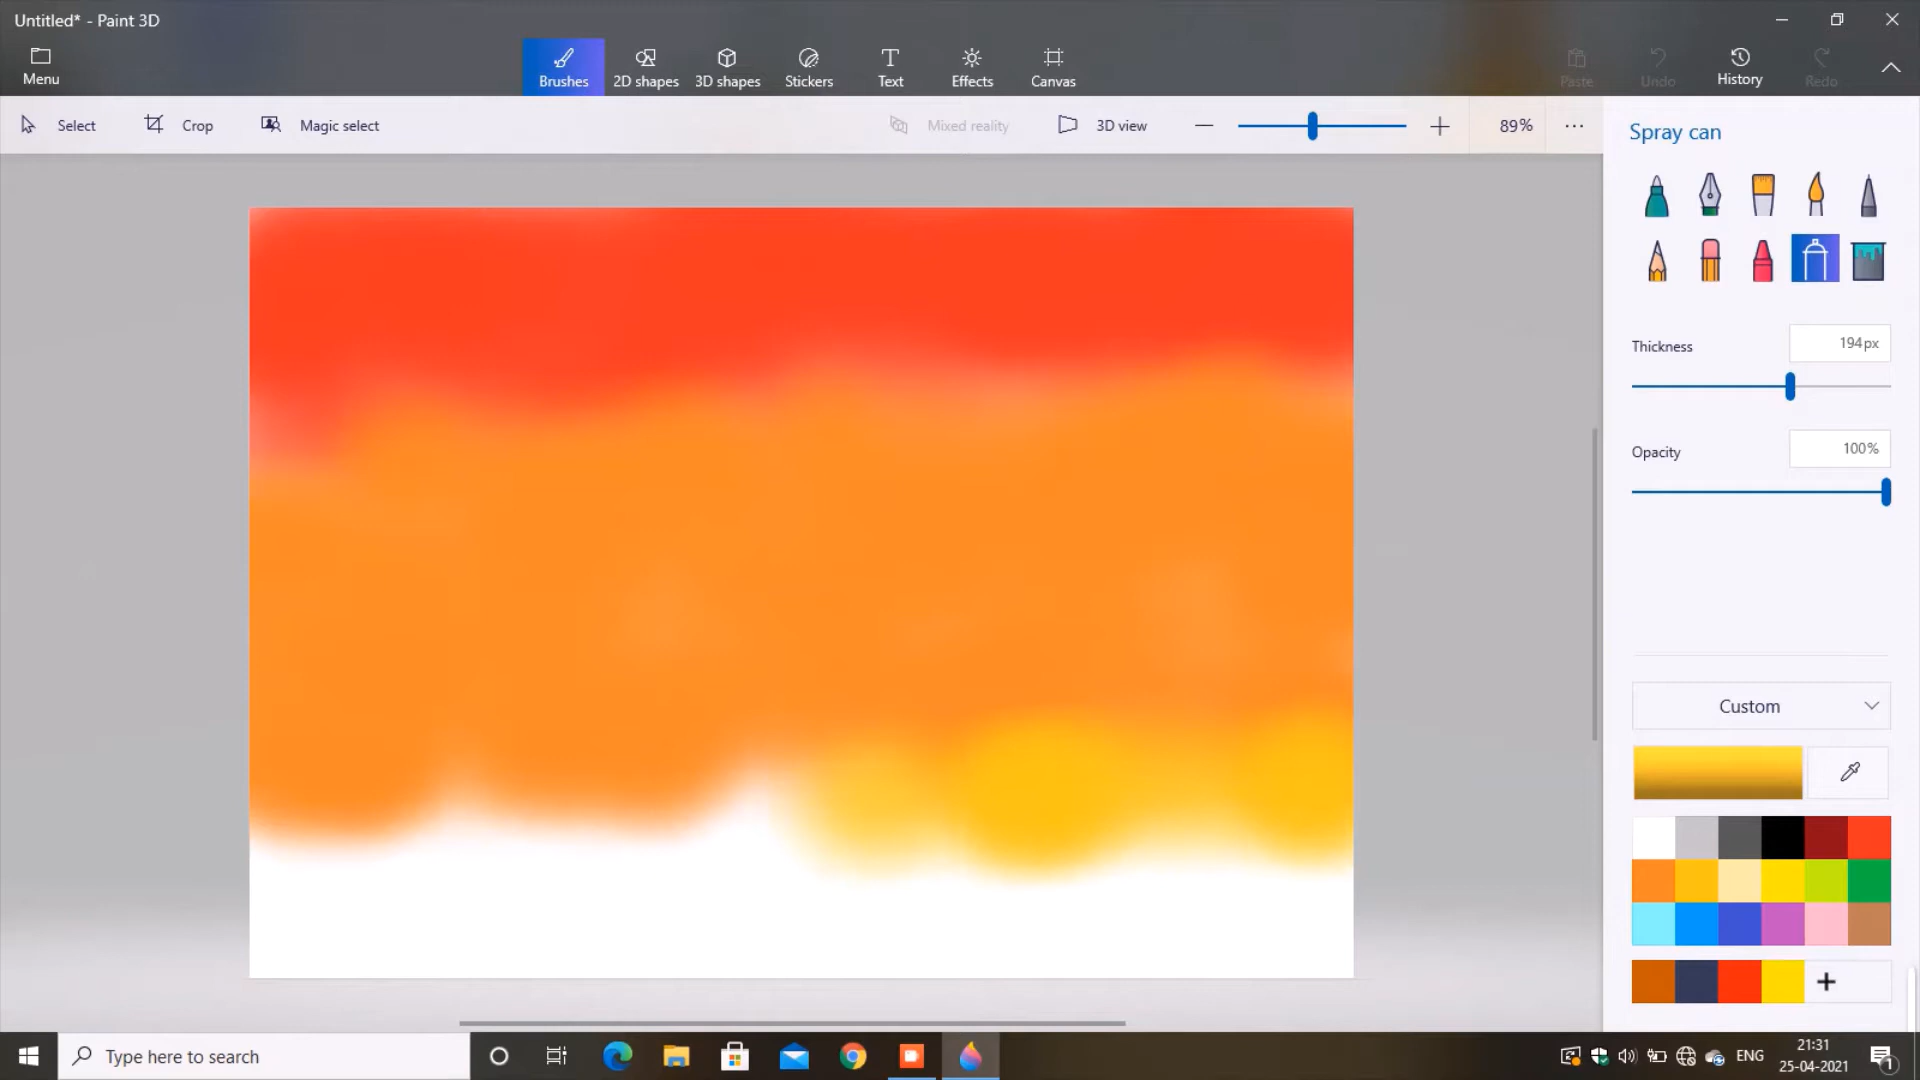 Untitled* - Paint 3D
Menu
Brushes
2D shapes
3D shapes
Stickers
Text
Effects
Canvas
Paste
Undo
History
Redo
Select
Crop
Magic select
Mixed reality
3D view
89%
Spray can
Thickness
194px
Opacity
100%
Custom
Type here to search
ENG
21:31
25-04-2021
1